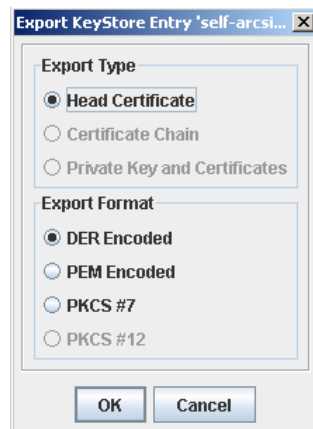 Export KeyStore Entry 'self-arcsi...
Export Type
Head Certificate
Certificate Chain
Private Key and Certificates
Export Format
DER Encoded
PEM Encoded
PKCS #7
PKCS #12
OK Cancel